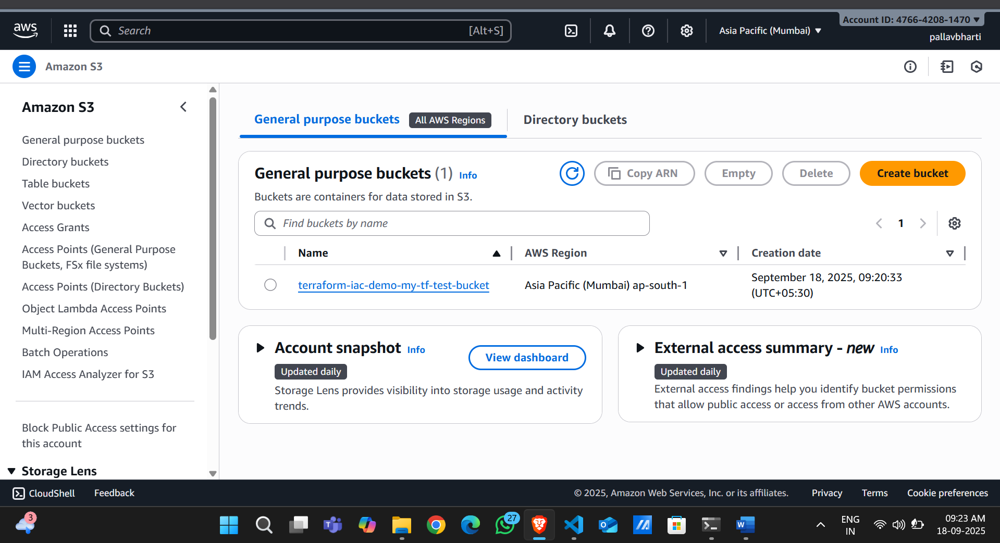 aws
Search [Alt+S]
Asia Pacific (Mumbai)
Account ID: 4766-4208-1470
pallavbharti
Amazon S3
Amazon S3
General purpose buckets
Directory buckets
Table buckets
Vector buckets
Access Grants
Access Points (General Purpose
Buckets, FSx file systems)
Access Points (Directory Buckets)
Object Lambda Access Points
Multi-Region Access Points
Batch Operations
IAM Access Analyzer for S3
Block Public Access settings for
this account
Storage Lens
General purpose buckets All AWS Regions Directory buckets
General purpose buckets (1) Info
Copy ARN Empty Delete Create bucket
Buckets are containers for data stored in S3.
Find buckets by name
1
Name AWS Region Creation date
terraform-iac-demo-my-tf-test-bucket Asia Pacific (Mumbai) ap-south-1 September 18, 2025, 09:20:33
(UTC+05:30)
Account snapshot Info
View dashboard
Updated daily
Storage Lens provides visibility into storage usage and activity
trends.
External access summary - new Info
Updated daily
External access findings help you identify bucket permissions
that allow public access or access from other AWS accounts.
CloudShell Feedback © 2025, Amazon Web Services, Inc. or its affiliates. Privacy Terms Cookie preferences
3
27
ENG
IN
09:23 AM
18-09-2025